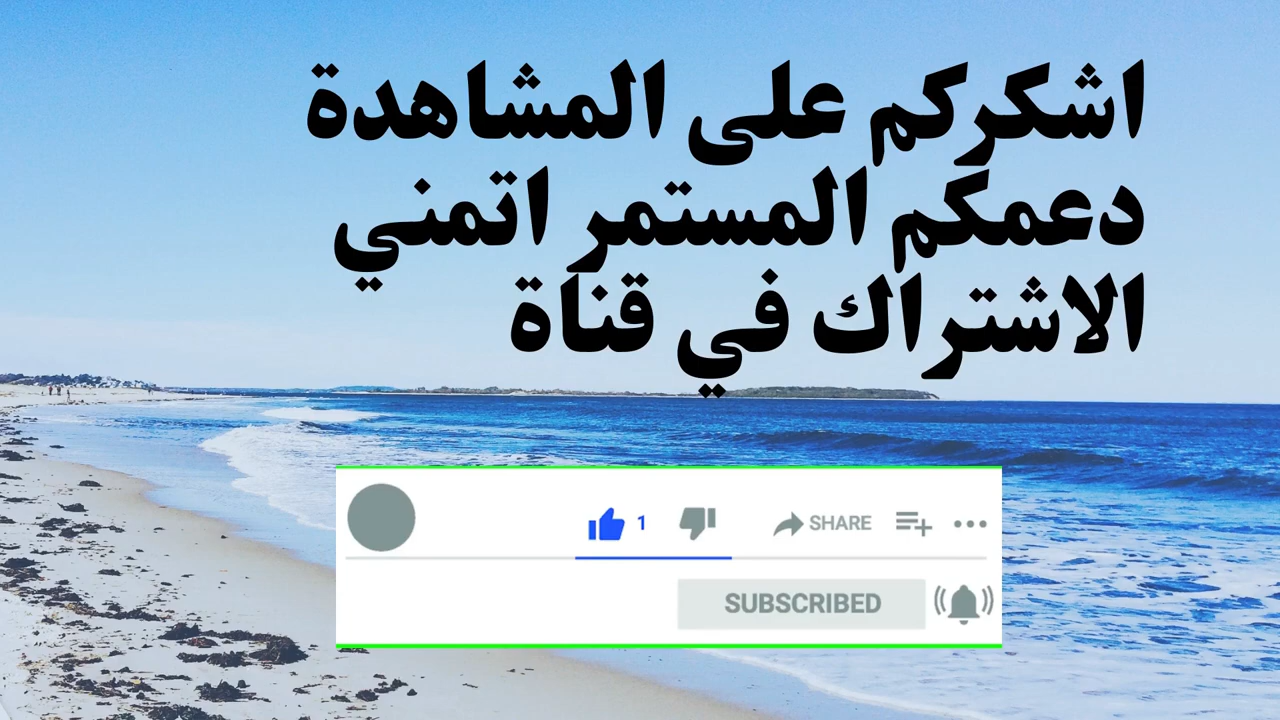 اشكركم على المشاهدة
دعمكم المستمر اتمني
الاشتراك في قناة
1 SHARE
SUBSCRIBED